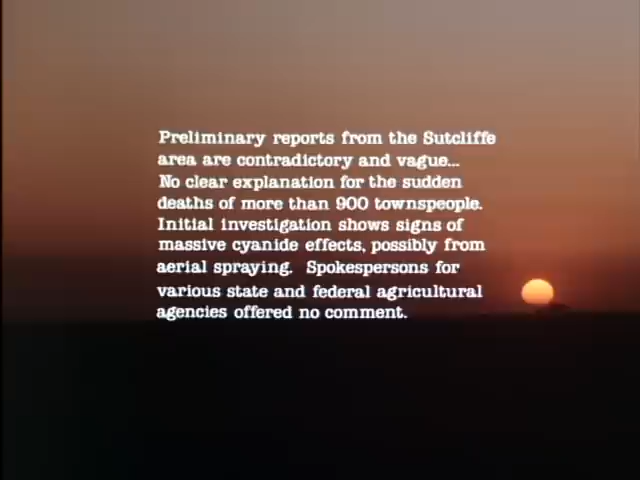 Preliminary reports from the Sutcliffe
area are contradictory and vague...
No clear explanation for the sudden
deaths of more than 900 townspeople.
Initial investigation shows signs of
massive cyanide effects, possibly from
aerial spraying. Spokespersons for
various state and federal agricultural
agencies offered no comment.